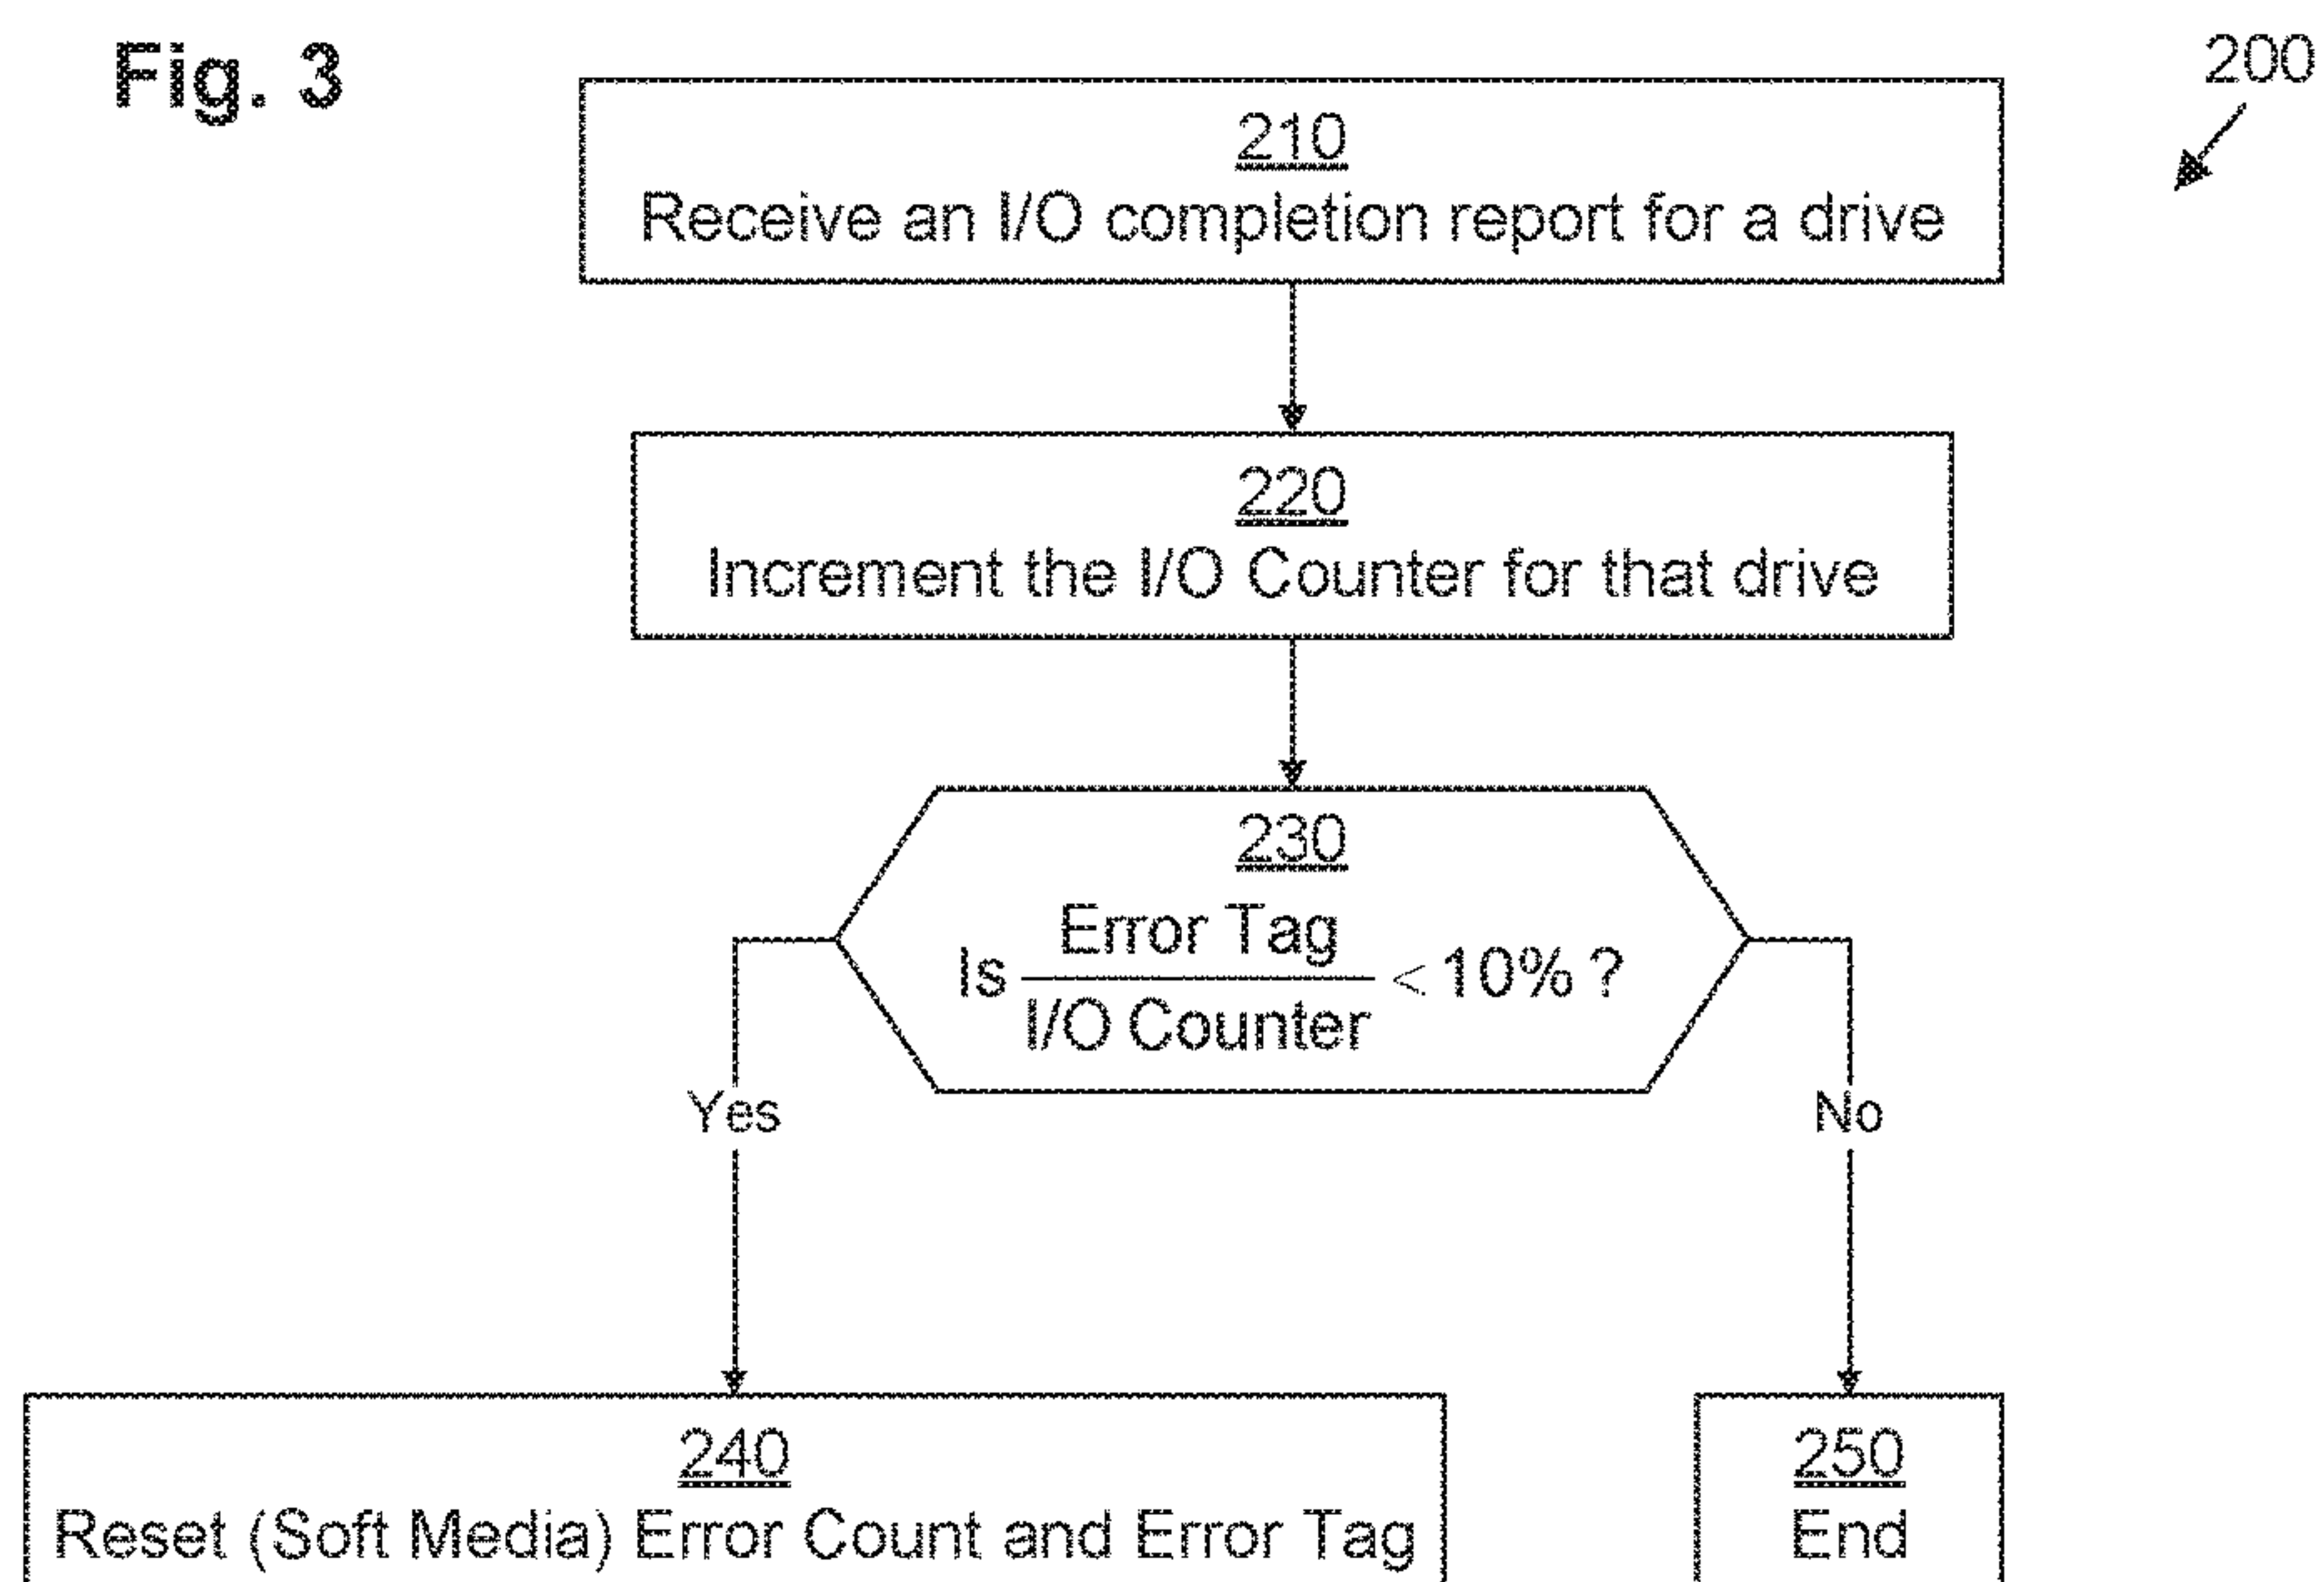 Fig. 3
200
210
Receive an I/O completion report for a drive
220
Increment the I/O Counter for that drive
230
Error Tag
Is < 10% ?
I/O Counter
Yes
No
240
Reset (Soft Media) Error Count and Error Tag
250
End